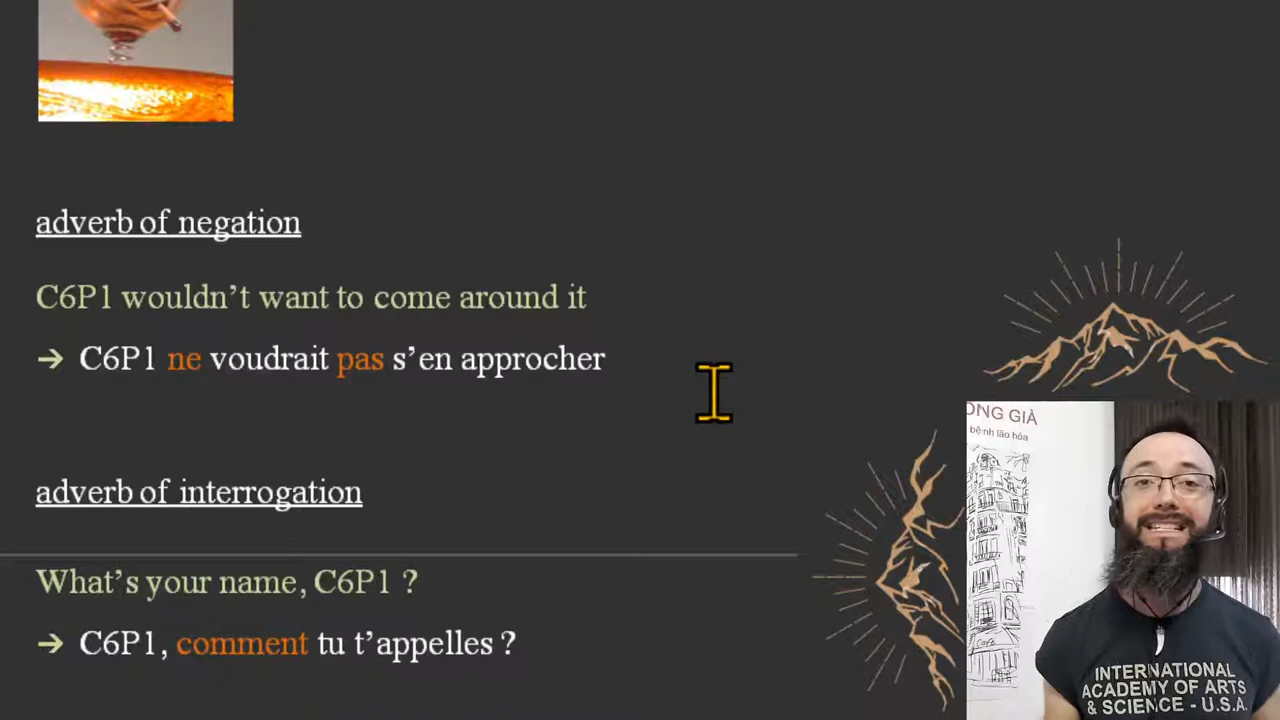 adverb of negation
C6P1 wouldn’t want to come around it
➔ C6P1 ne voudrait pas s’en approcher
ONG GIÀ
bệnh lão hóa
adverb of interrogation
What’s your name, C6P1 ?
➔ C6P1, comment tu t’appelles ?
INTERNATIONAL
ACADEMY OF ARTS
& SCIENCE - U.S.A.